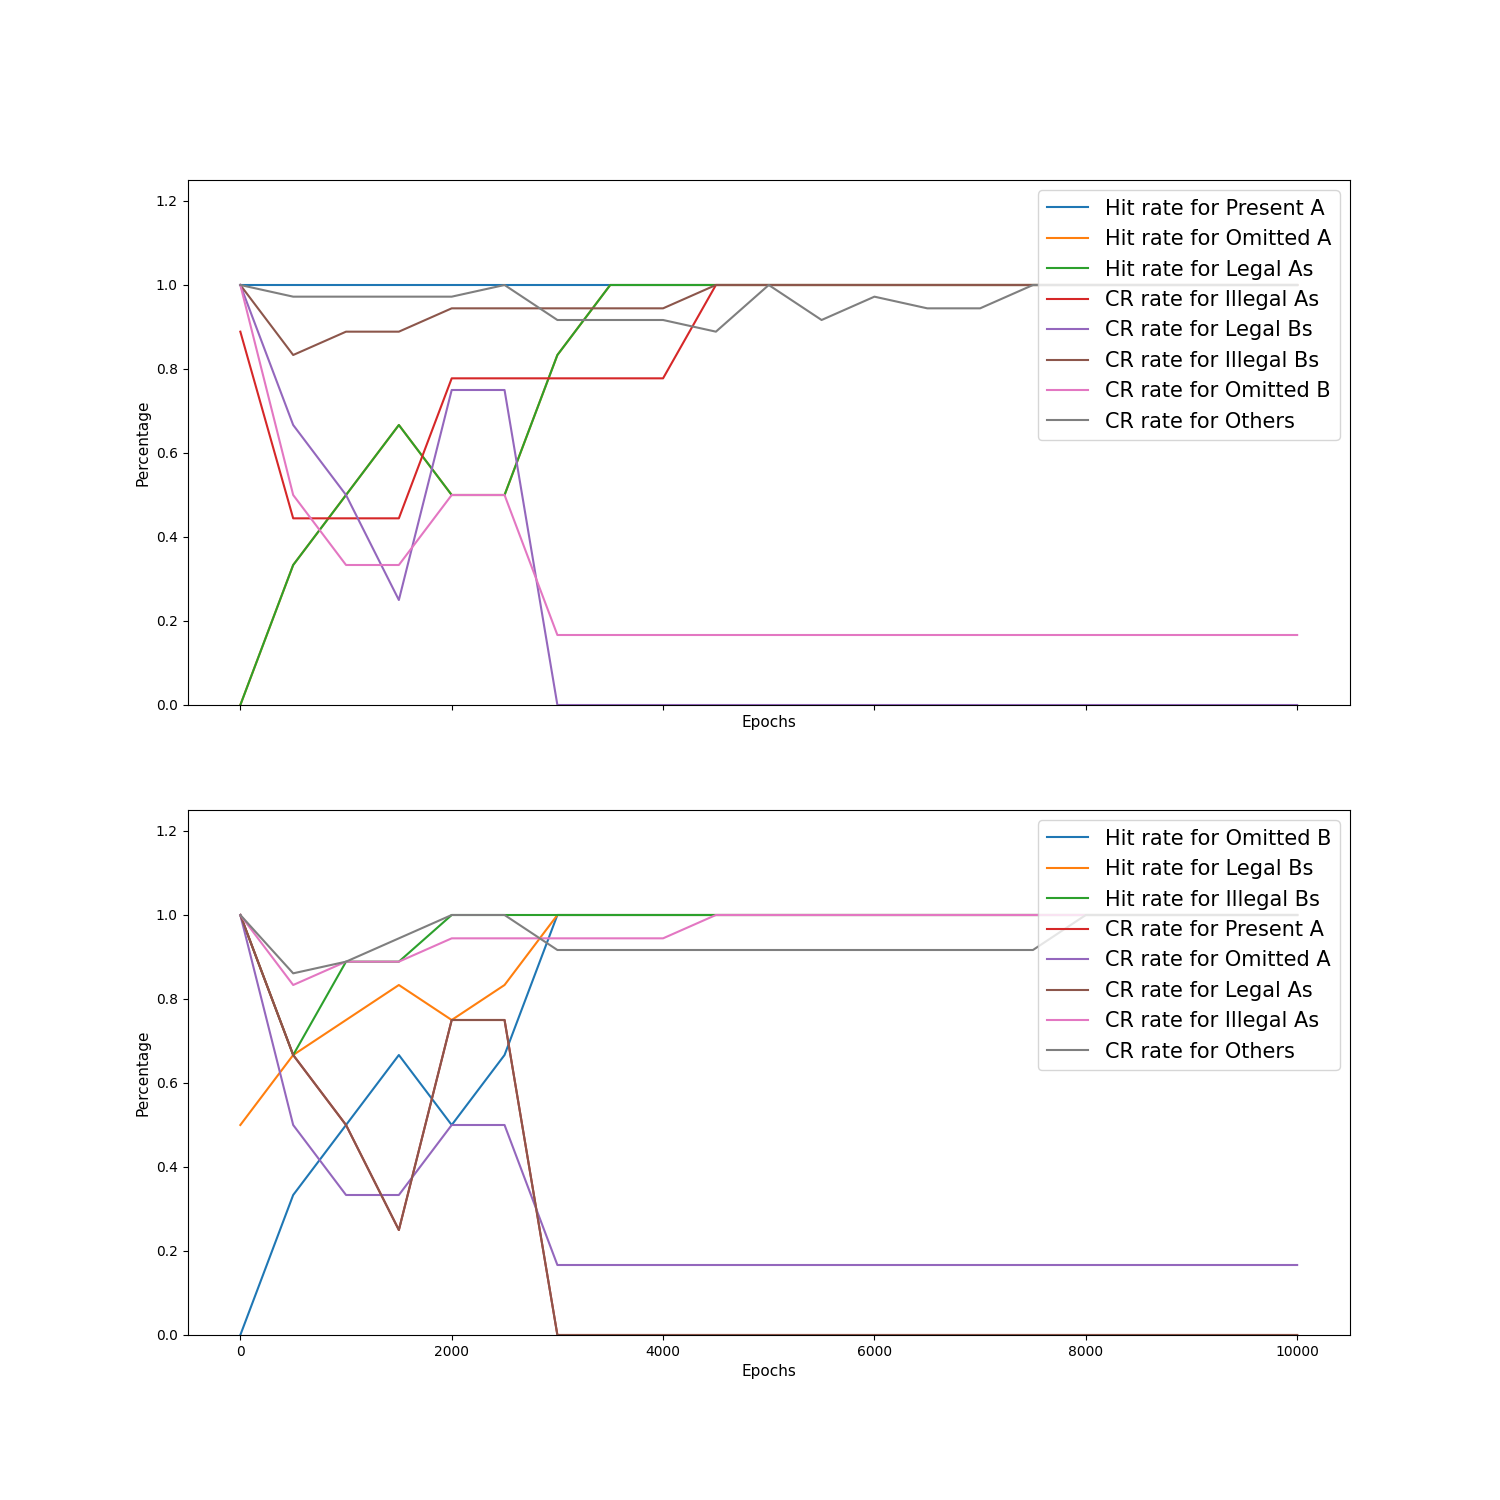 1.2
1.0
0.8
0.6
0.4
0.2
0.0
Percentage
Epochs
Hit rate for Present A
Hit rate for Omitted A
Hit rate for Legal As
CR rate for Illegal As
CR rate for Legal Bs
CR rate for Illegal Bs
CR rate for Omitted B
CR rate for Others
1.2
1.0
0.8
0.6
0.4
0.2
0.0
Percentage
0 2000 4000 6000 8000 10000
Epochs
Hit rate for Omitted B
Hit rate for Legal Bs
Hit rate for Illegal Bs
CR rate for Present A
CR rate for Omitted A
CR rate for Legal As
CR rate for Illegal As
CR rate for Others